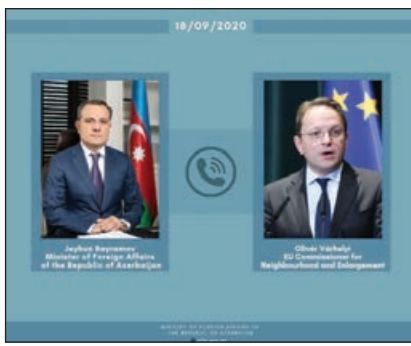 18/09/2020
Jeyhun Bayramov
Minister of Foreign Affairs
of the Republic of Azerbaijan
Olivér Várhelyi
EU Commissioner for
Neighbourhood and Enlargement
MINISTRY OF FOREIGN AFFAIRS OF
THE REPUBLIC OF AZERBAIJAN